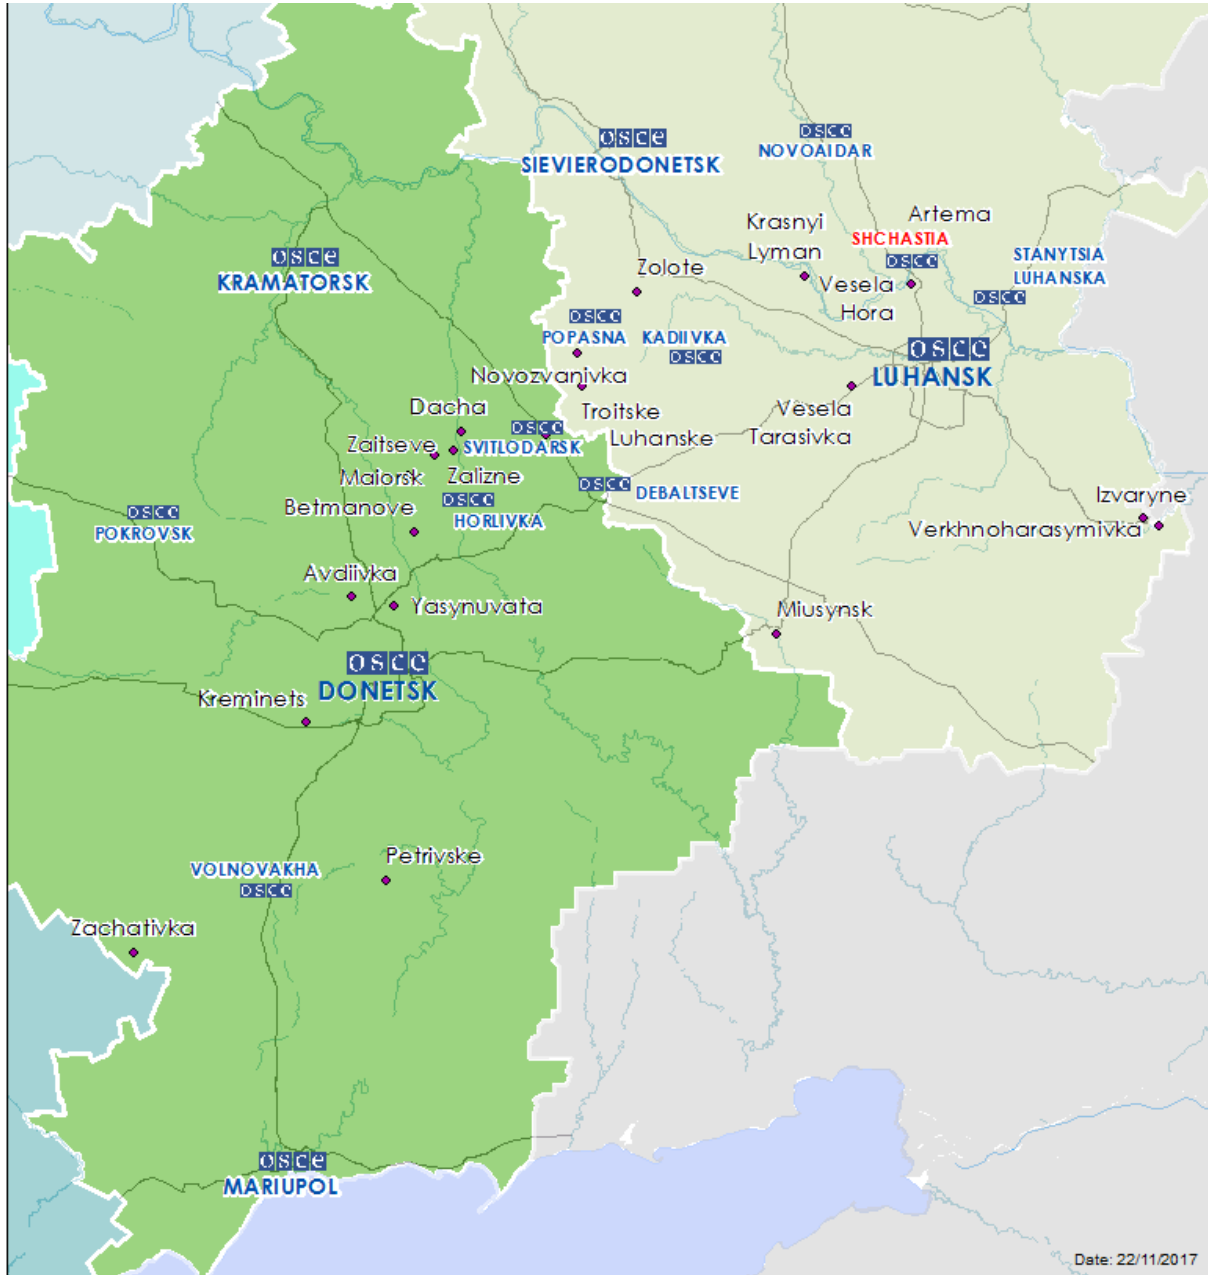 osce
SIEVIERODONETSK
OSCE
NOVOAIDAR
Artema
Krasnyi
Lyman
SHCHASTIA
OSCE
STANYTSIA
LUHANSKA
OSCE
osce
KRAMATORSK
Zolote
Vesela
Hora
OSCE
POPASNA
KADIIVKA
OSCE
osce
LUHANSK
Novozvanivka
Dacha
Troitske
Vesela
Tarasivka
OSCE
SVITLODARSK
Luhanske
Zaitseve
Maiorsk
Zalizne
OSCE
HORLIVKA
OSCE
DEBALTSEVE
Betmanove
OSCE
POKROVSK
Izvaryne
Verkhnoharasymivka
Avdiivka
Yasynuvata
Miusynsk
osce
DONETSK
Kreminets
Petrivske
VOLNOVAKHA
OSCE
Zachativka
osce
MARIUPOL
Date: 22/11/2017